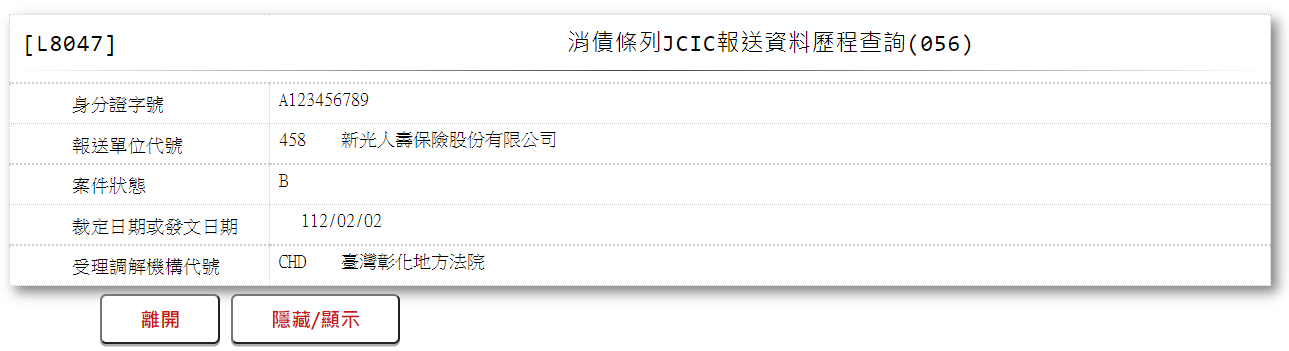 [L8047] 消債條列JCIC報送資料歷程查詢(056)
身分證字號 A123456789
報送單位代號 458 新光人壽保險股份有限公司
案件狀態 B
裁定日期或發文日期 112/02/02
受理調解機構代號 CHD 臺灣彰化地方法院
離開 隱藏/顯示